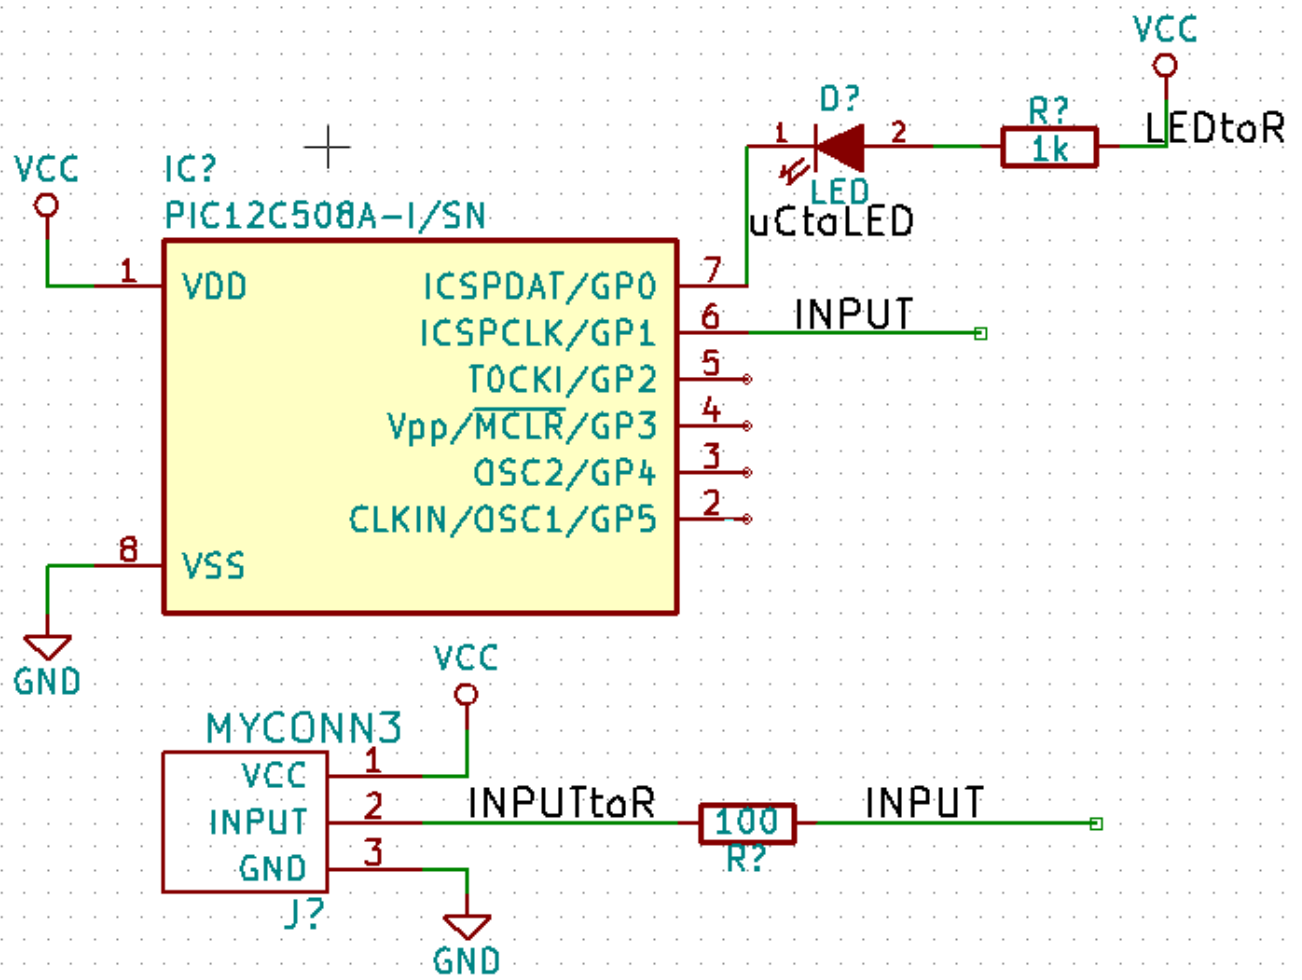 VCC
D?
R?
LEDtoR
1
2
1k
VCC
IC?
LED
PIC12C508A-I/SN
uCtoLED
1
VDD
ICSPDAT/GP0
7
ICSPCLK/GP1
6
INPUT
T0CKI/GP2
5
Vpp/MCLR/GP3
4
OSC2/GP4
3
CLKIN/OSC1/GP5
2
8
VSS
GND
VCC
MYCONN3
VCC
1
INPUT
2
INPUTtoR
100
INPUT
GND
3
R?
J?
GND